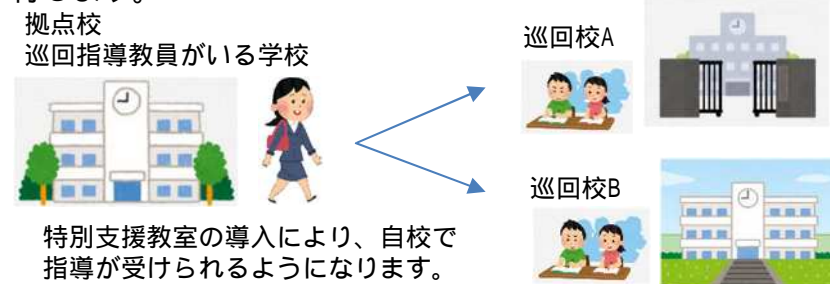 拠点校
巡回指導教員がいる学校
巡回校A
巡回校B
特別支援教室の導入により、自校で
指導が受けられるようになります。